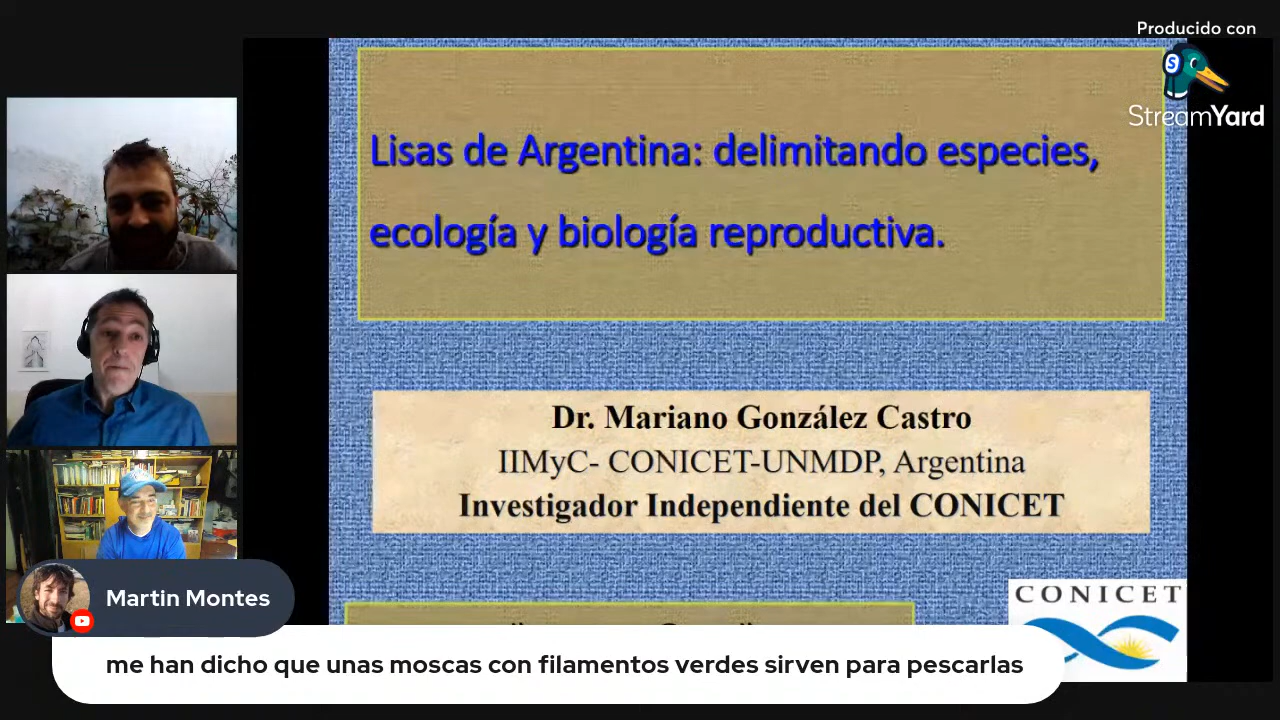 Producido con
StreamYard
Lisas de Argentina: delimitando especies,
ecología y biología reproductiva.
Dr. Mariano González Castro
IIMyC- CONICET-UNMDP, Argentina
Investigador Independiente del CONICET
CONICET
Martin Montes
me han dicho que unas moscas con filamentos verdes sirven para pescarlas